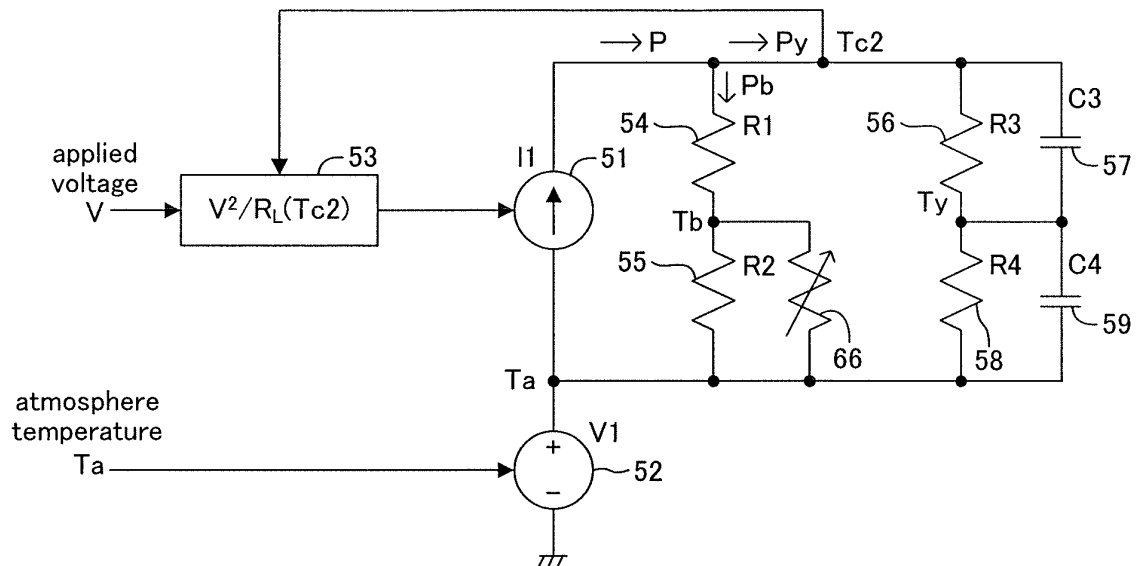 →P
→Py
Tc2
↓Pb
C3
54
R1
56
R3
57
applied
voltage
V
53
V²/R_L(Tc2)
I1
51
Tb
Ty
55
R2
66
R4
58
C4
59
Ta
atmosphere
temperature
Ta
V1
+
−
52